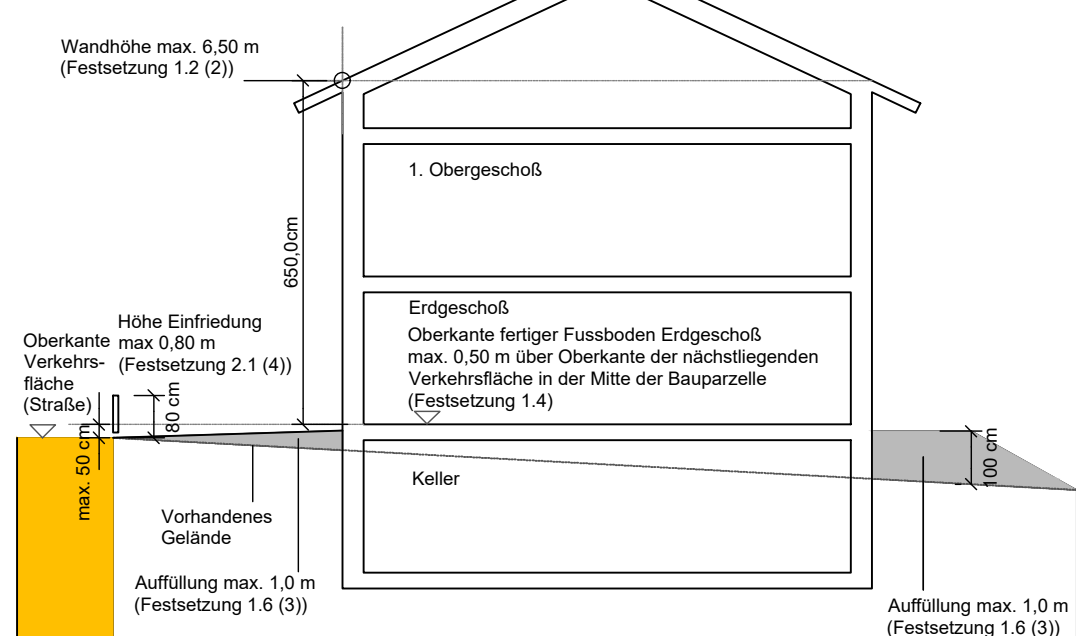 Wandhöhe max. 6,50 m
(Festsetzung 1.2 (2))
1. Obergeschoß
650,0cm
Erdgeschoß
Oberkante fertiger Fussboden Erdgeschoß
max. 0,50 m über Oberkante der nächstliegenden
Verkehrsfläche in der Mitte der Bauparzelle
(Festsetzung 1.4)
Höhe Einfriedung
max 0,80 m
(Festsetzung 2.1 (4))
Oberkante
Verkehrs-
fläche
(Straße)
80 cm
max. 50 cm
100 cm
Keller
Vorhandenes
Gelände
Auffüllung max. 1,0 m
(Festsetzung 1.6 (3))
Auffüllung max. 1,0 m
(Festsetzung 1.6 (3))